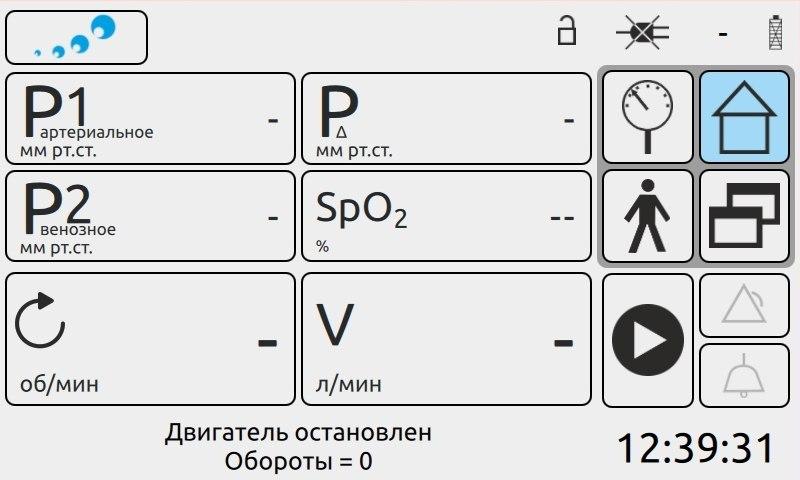 -
P1
артериальное
мм рт.ст.
-
P
Δ
мм рт.ст.
-
P2
венозное
мм рт.ст.
-
SpO2
%
--
об/мин
-
V
л/мин
-
Двигатель остановлен
Обороты = 0
12:39:31